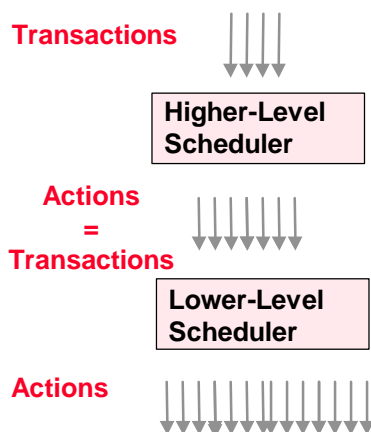 Transactions
Higher-Level
Scheduler
Actions
=
Transactions
Lower-Level
Scheduler
Actions